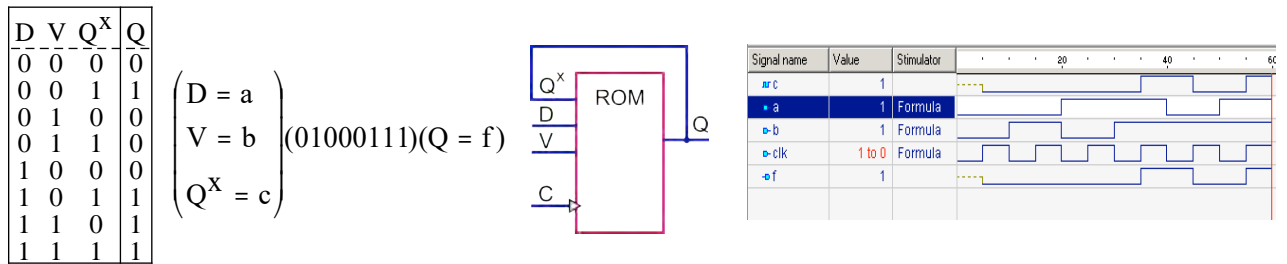 D V Q^X Q
0 0 0 0
0 0 1 1
0 1 0 0
0 1 1 0
1 0 0 0
1 0 1 1
1 1 0 1
1 1 1 1
D = a
V = b
Q^X = c
(01000111)(Q = f)
Q^X
D
V
C
ROM
Q
Signal name Value Stimulator 20 40 60
c 1
a 1 Formula
b 1 Formula
clk 1 to 0 Formula
f 1